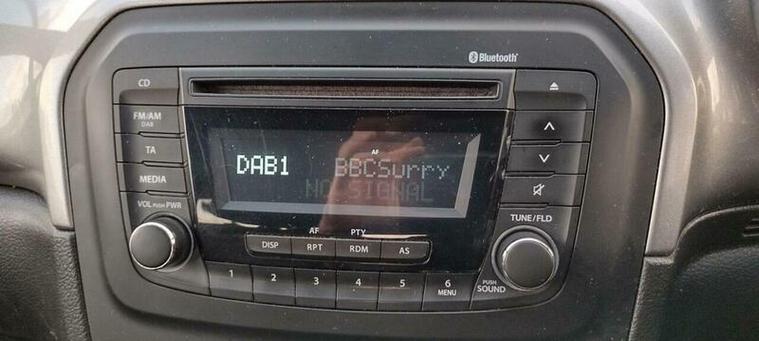 Bluetooth
CD
FM/AM
DAB
TA
MEDIA
VOL PUSH PWR
AF
DAB1 BBCSurry
NO SIGNAL
TUNE/FLD
AF PTY
DISP RPT RDM AS
1 2 3 4 5 6
MENU
PUSH
SOUND